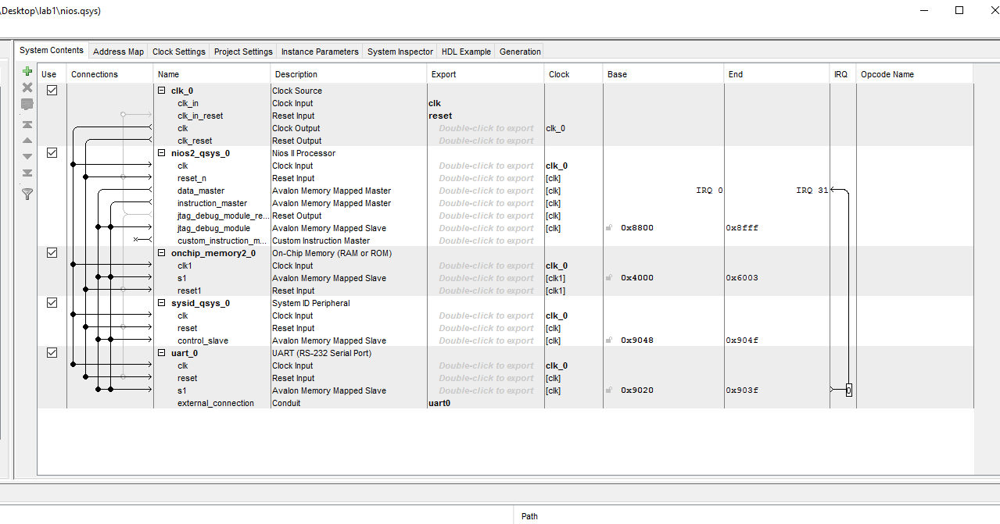 \Desktop\lab1\nios.qsys)
System Contents Address Map Clock Settings Project Settings Instance Parameters System Inspector HDL Example Generation
Use Connections Name Description Export Clock Base End IRQ Opcode Name
clk_0 Clock Source
clk_in Clock Input clk
clk_in_reset Reset Input reset
clk Clock Output Double-click to export clk_0
clk_reset Reset Output Double-click to export
nios2_qsys_0 Nios II Processor
clk Clock Input Double-click to export clk_0
reset_n Reset Input Double-click to export [clk]
data_master Avalon Memory Mapped Master Double-click to export [clk] IRQ 0 IRQ 31
instruction_master Avalon Memory Mapped Master Double-click to export [clk]
jtag_debug_module_re... Reset Output Double-click to export [clk]
jtag_debug_module Avalon Memory Mapped Slave Double-click to export [clk] 0x8800 0x8fff
custom_instruction_m... Custom Instruction Master Double-click to export
onchip_memory2_0 On-Chip Memory (RAM or ROM)
clk1 Clock Input Double-click to export clk_0
s1 Avalon Memory Mapped Slave Double-click to export [clk1] 0x4000 0x6003
reset1 Reset Input Double-click to export [clk1]
sysid_qsys_0 System ID Peripheral
clk Clock Input Double-click to export clk_0
reset Reset Input Double-click to export [clk]
control_slave Avalon Memory Mapped Slave Double-click to export [clk] 0x9048 0x904f
uart_0 UART (RS-232 Serial Port)
clk Clock Input Double-click to export clk_0
reset Reset Input Double-click to export [clk]
s1 Avalon Memory Mapped Slave Double-click to export [clk] 0x9020 0x903f 0
external_connection Conduit uart0
Path